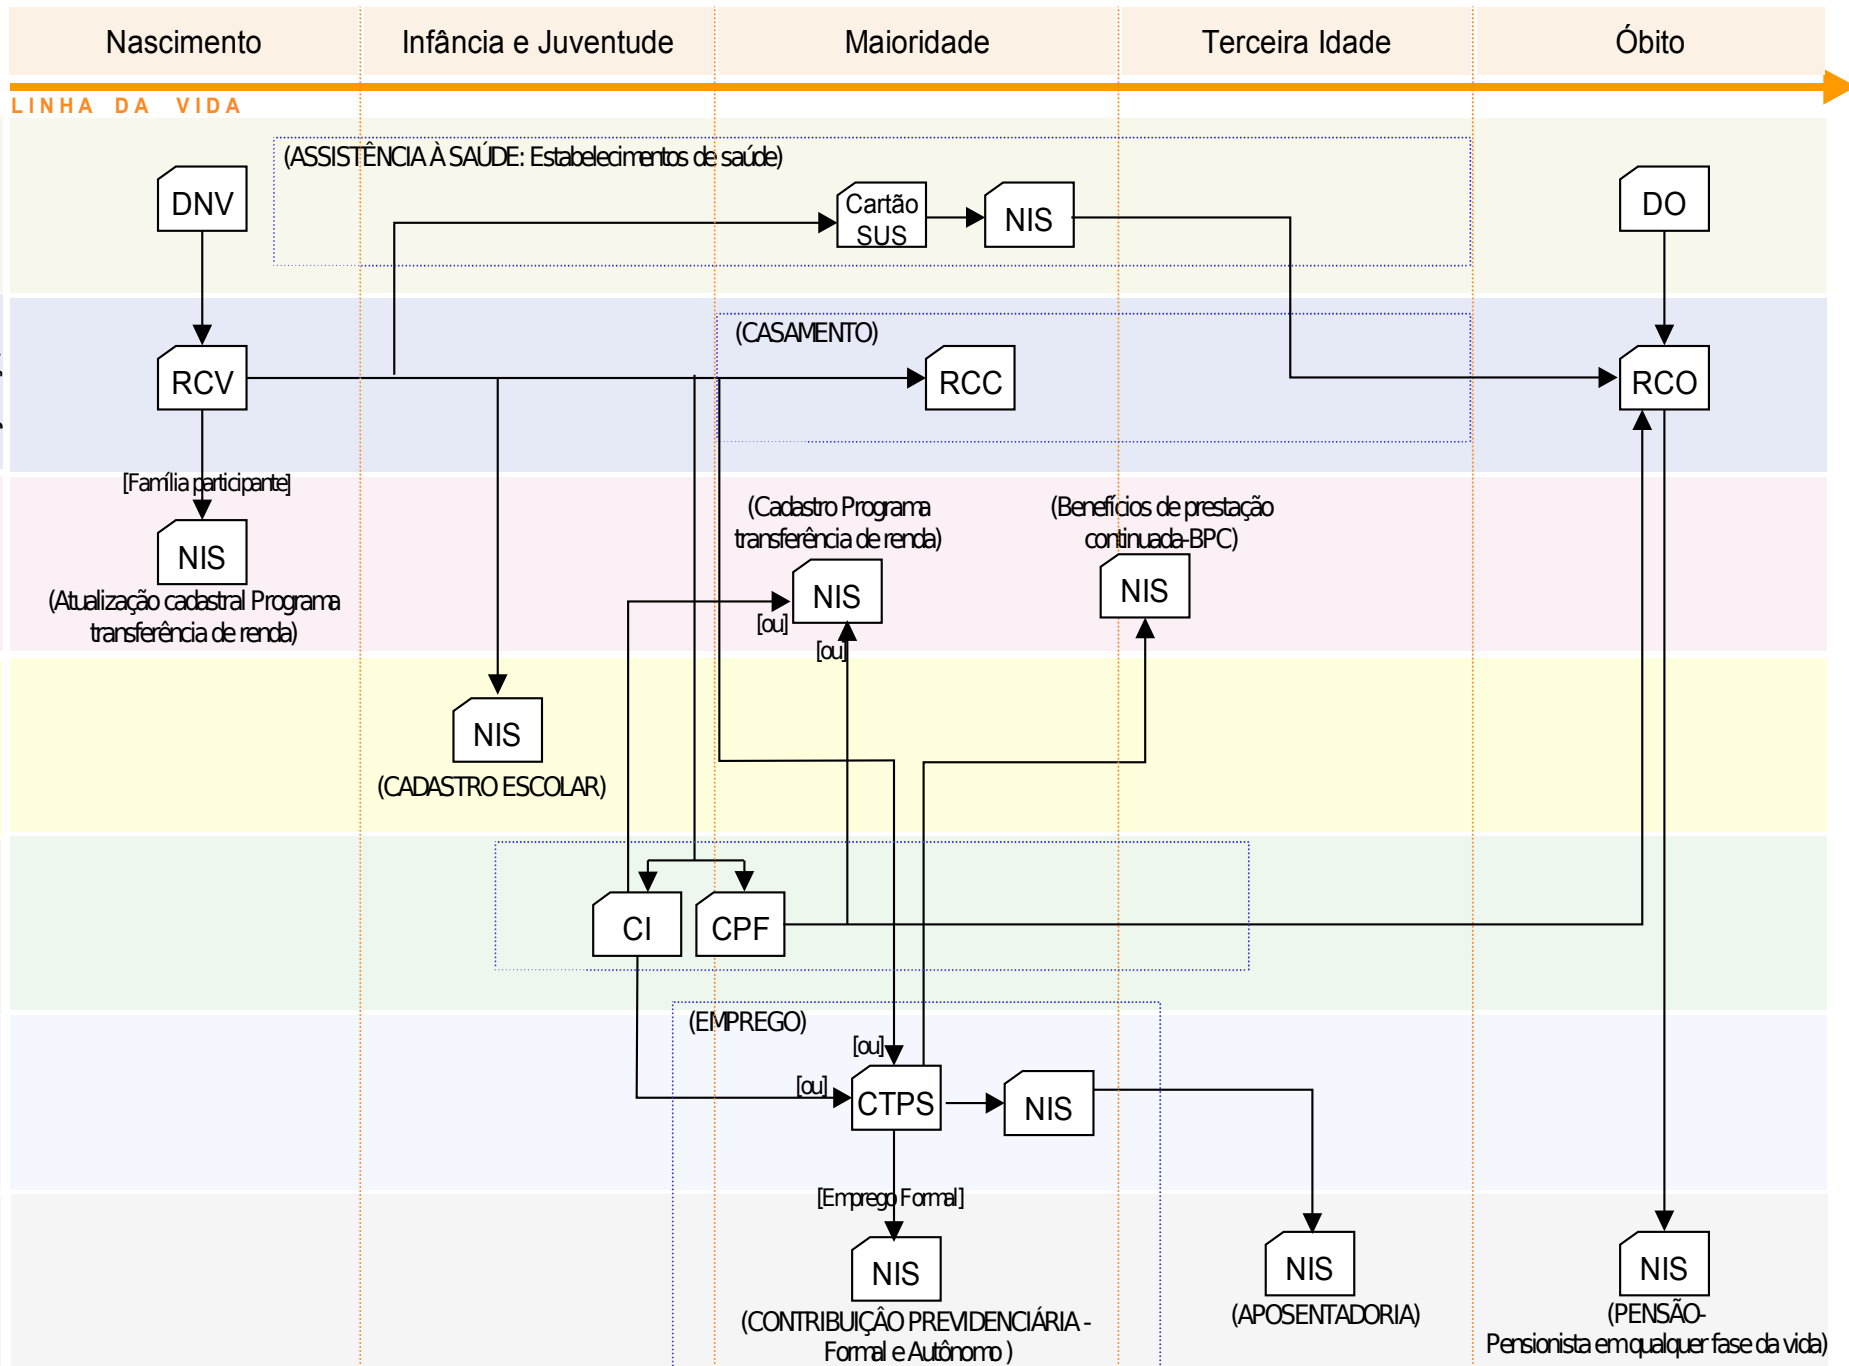 Nascimento
Infância e Juventude
Maioridade
Terceira Idade
Óbito
LINHA DA VIDA
(ASSISTÊNCIA À SAÚDE: Estabelecimentos de saúde)
DNV
Cartão
SUS
NIS
DO
(CASAMENTO)
RCV
RCC
RCO
[Família participante]
NIS
(Atualização cadastral Programa
transferência de renda)
(Cadastro Programa
transferência de renda)
NIS
[ou]
[ou]
(Benefícios de prestação
continuada-BPC)
NIS
NIS
(CADASTRO ESCOLAR)
CI
CPF
(EMPREGO)
[ou]
[ou]
CTPS
NIS
[Emprego Formal]
NIS
(CONTRIBUIÇÂO PREVIDENCIÁRIA -
Formal e Autônomo )
NIS
(APOSENTADORIA)
NIS
(PENSÃO-
Pensionista em qualquer fase da vida)